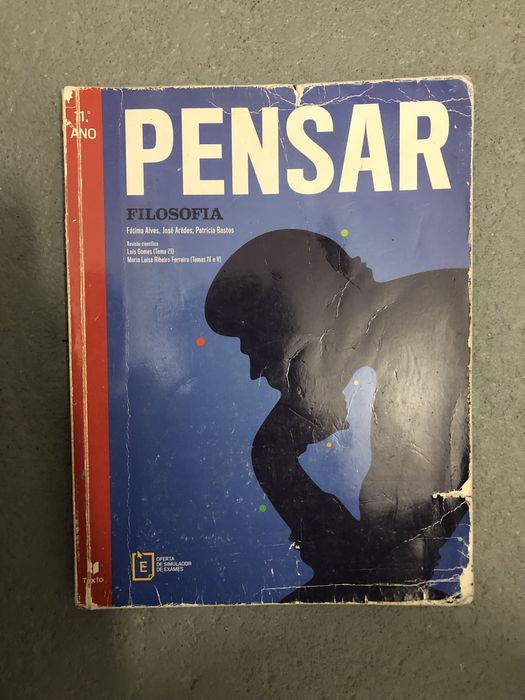 11.º
ANO
PENSAR
FILOSOFIA
Fátima Alves, José Arêdes, Patrícia Bastos
Revisão científica
Luís Gomes (Tema III)
Maria Luísa Ribeiro Ferreira (Temas IV e V)
E
OFERTA
DE SIMULADOR
DE EXAMES
Texto